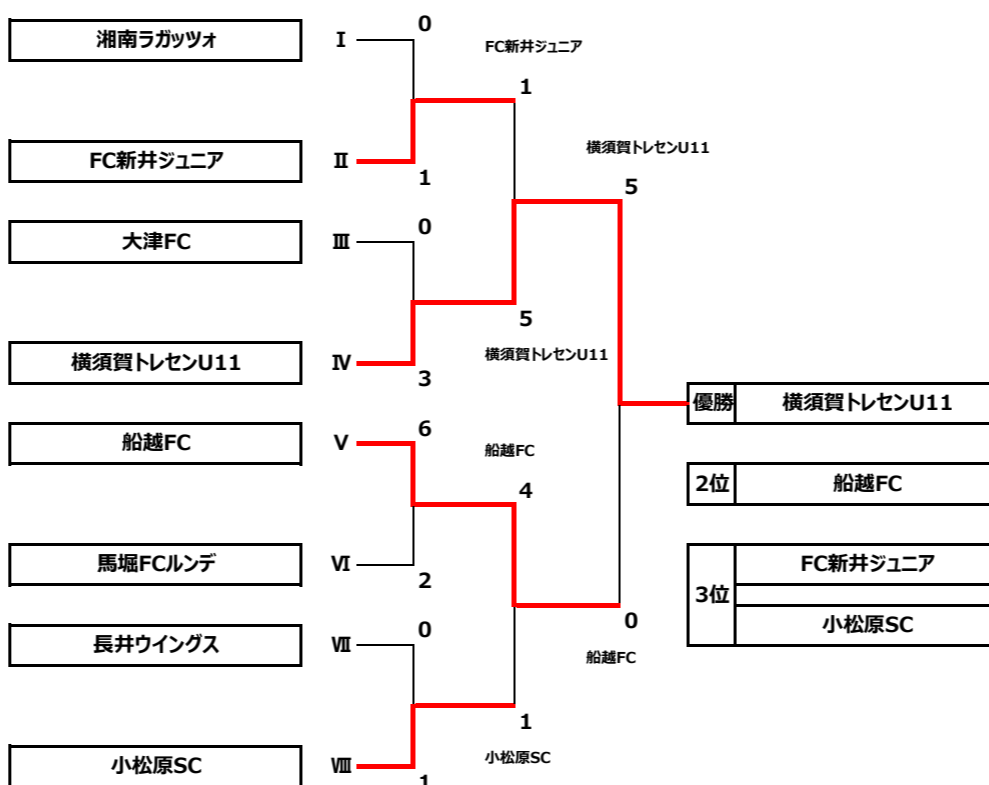 湘南ラガッツォ Ⅰ 0
FC新井ジュニア
1
FC新井ジュニア Ⅱ 1
横須賀トレセンU11
5
大津FC Ⅲ 0
5
横須賀トレセンU11
横須賀トレセンU11 Ⅳ 3
優勝 横須賀トレセンU11
船越FC Ⅴ 6
船越FC
4
2位 船越FC
馬堀FCルンデ Ⅵ 2
FC新井ジュニア
3位
小松原SC
長井ウイングス Ⅶ 0
0
船越FC
1
小松原SC
小松原SC Ⅷ 1